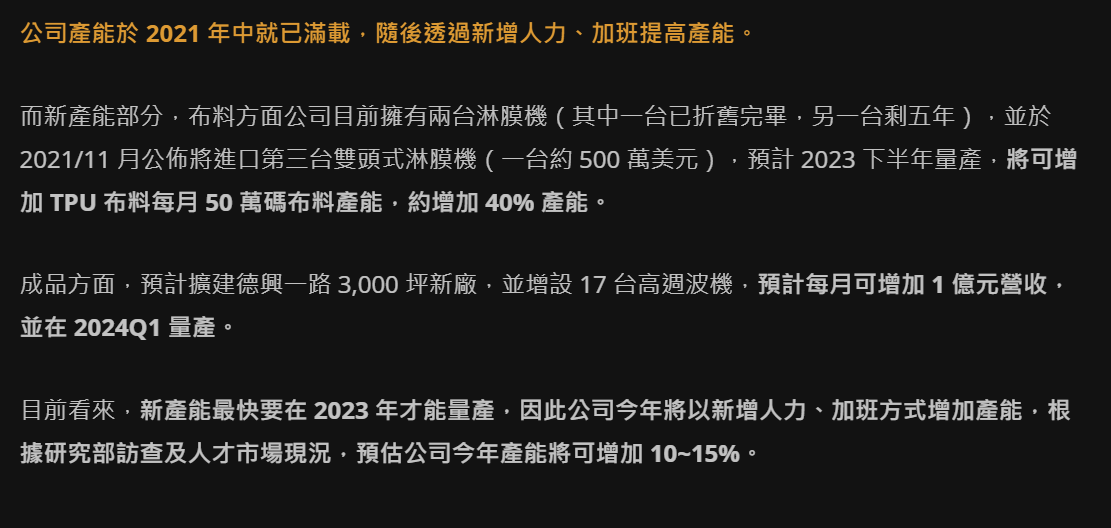 公司產能於 2021 年中就已滿載，隨後透過新增人力、加班提高產能。
而新產能部分，布料方面公司目前擁有兩台淋膜機（其中一台已折舊完畢，另一台剩五年），並於
2021/11 月公佈將進口第三台雙頭式淋膜機（一台約 500 萬美元），預計 2023 下半年量產，將可增
加 TPU 布料每月 50 萬碼布料產能，約增加 40% 產能。
成品方面，預計擴建德興一路 3,000 坪新廠，並增設 17 台高週波機，預計每月可增加 1 億元營收，
並在 2024Q1 量產。
目前看來，新產能最快要在 2023 年才能量產，因此公司今年將以新增人力、加班方式增加產能，根
據研究部訪查及人才市場現況，預估公司今年產能將可增加 10~15%。